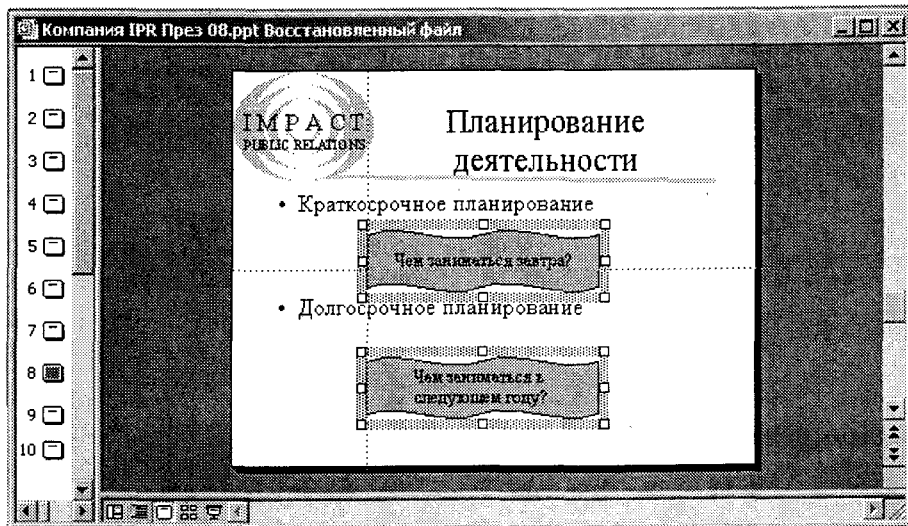 Компания IPR През 08.ppt Восстановленный файл
1
2
3
4
5
6
7
8
9
10
IMPACT
PUBLIC RELATIONS
Планирование
деятельности
• Краткосрочное планирование
Чем заниматься завтра?
• Долгосрочное планирование
Чем заниматься в
следующем году?